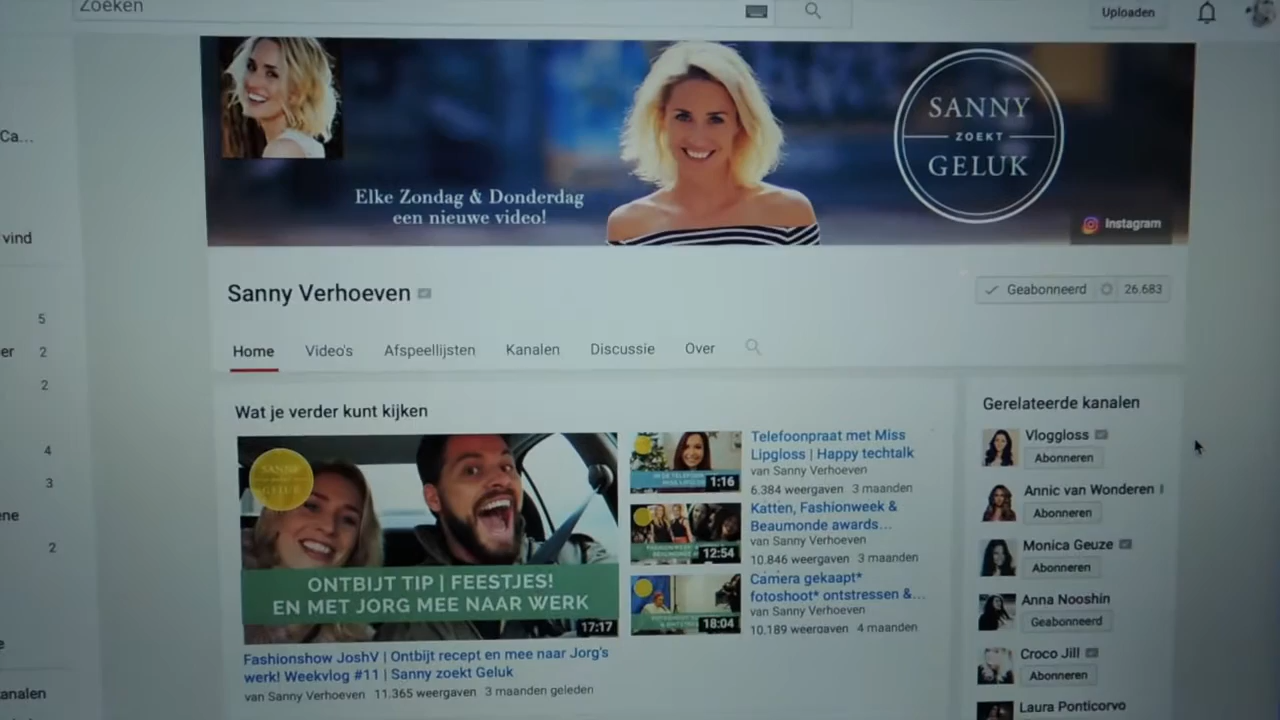 Zoeken
Uploaden
Elke Zondag & Donderdag
een nieuwe video!
SANNY
ZOEKT
GELUK
Instagram
Ca...
vind
5
er 2
2
4
3
ene
2
e
analen
Sanny Verhoeven
Geabonneerd 26.683
Home Video's Afspeellijsten Kanalen Discussie Over
Wat je verder kunt kijken
SANNY
GELUK
ONTBIJT TIP | FEESTJES!
EN MET JORG MEE NAAR WERK
17:17
Fashionshow JoshV | Ontbijt recept en mee naar Jorg's
werk! Weekvlog #11 | Sanny zoekt Geluk
van Sanny Verhoeven 11.365 weergaven 3 maanden geleden
1:16
Telefoonpraat met Miss
Lipgloss | Happy techtalk
van Sanny Verhoeven
6.384 weergaven 3 maanden
12:54
Katten, Fashionweek &
Beaumonde awards...
van Sanny Verhoeven
10.846 weergaven 3 maanden
18:04
Camera gekaapt*
fotoshoot* ontstressen &...
van Sanny Verhoeven
10.189 weergaven 4 maanden
Gerelateerde kanalen
Vloggloss
Abonneren
Annic van Wonderen
Abonneren
Monica Geuze
Abonneren
Anna Nooshin
Geabonneerd
Croco Jill
Abonneren
Laura Ponticorvo